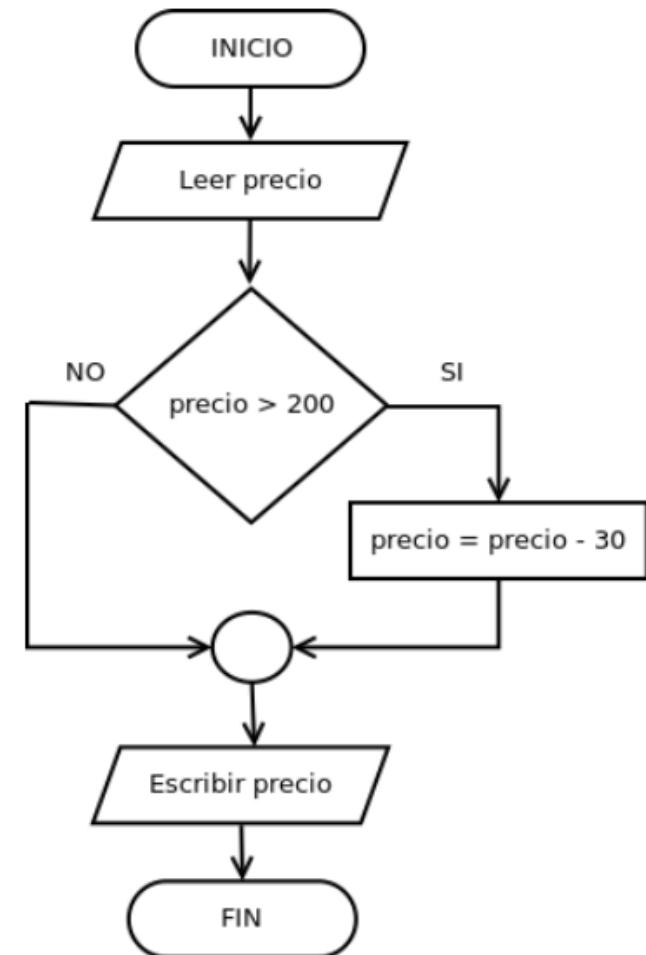 INICIO
Leer precio
NO
SI
precio > 200
precio = precio - 30
Escribir precio
FIN